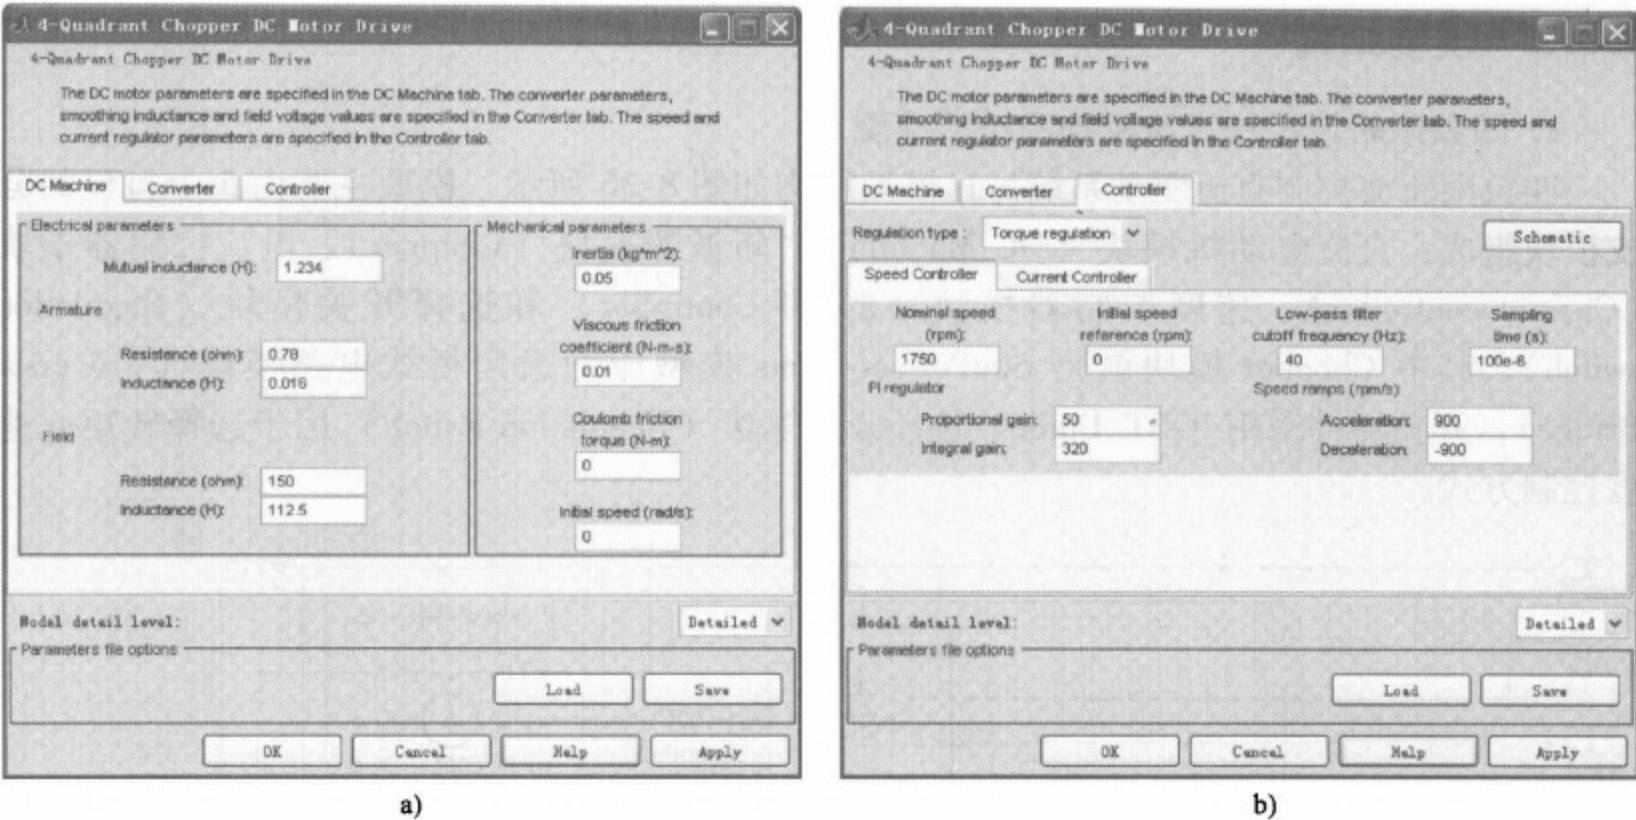 4-Quadrant Chopper DC Motor Drive
4-Quadrant Chopper DC Motor Drive
The DC motor parameters are specified in the DC Machine tab. The converter parameters,
smoothing inductance and field voltage values are specified in the Converter tab. The speed and
current regulator parameters are specified in the Controller tab.
DC Machine Converter Controller
Electrical parameters
Mutual inductance (H): 1.234
Armature
Resistance (ohm): 0.78
Inductance (H): 0.016
Field
Resistance (ohm): 150
Inductance (H): 112.5
Mechanical parameters
Inertia (kg*m^2):
0.05
Viscous friction
coefficient (N-m-s):
0.01
Coulomb friction
torque (N-m):
0
Initial speed (rad/s):
0
Model detail level: Detailed
Parameters file options
Load Save
OK Cancel Help Apply
a)
4-Quadrant Chopper DC Motor Drive
4-Quadrant Chopper DC Motor Drive
The DC motor parameters are specified in the DC Machine tab. The converter parameters,
smoothing inductance and field voltage values are specified in the Converter tab. The speed and
current regulator parameters are specified in the Controller tab.
DC Machine Converter Controller
Regulation type : Torque regulation Schematic
Speed Controller Current Controller
Nominal speed
(rpm):
1750
Initial speed
reference (rpm):
0
Low-pass filter
cutoff frequency (Hz):
40
Sampling
time (s):
100e-6
PI regulator
Proportional gain: 50
Integral gain: 320
Speed ramps (rpm/s)
Acceleration: 900
Deceleration: -900
Model detail level: Detailed
Parameters file options
Load Save
OK Cancel Help Apply
b)